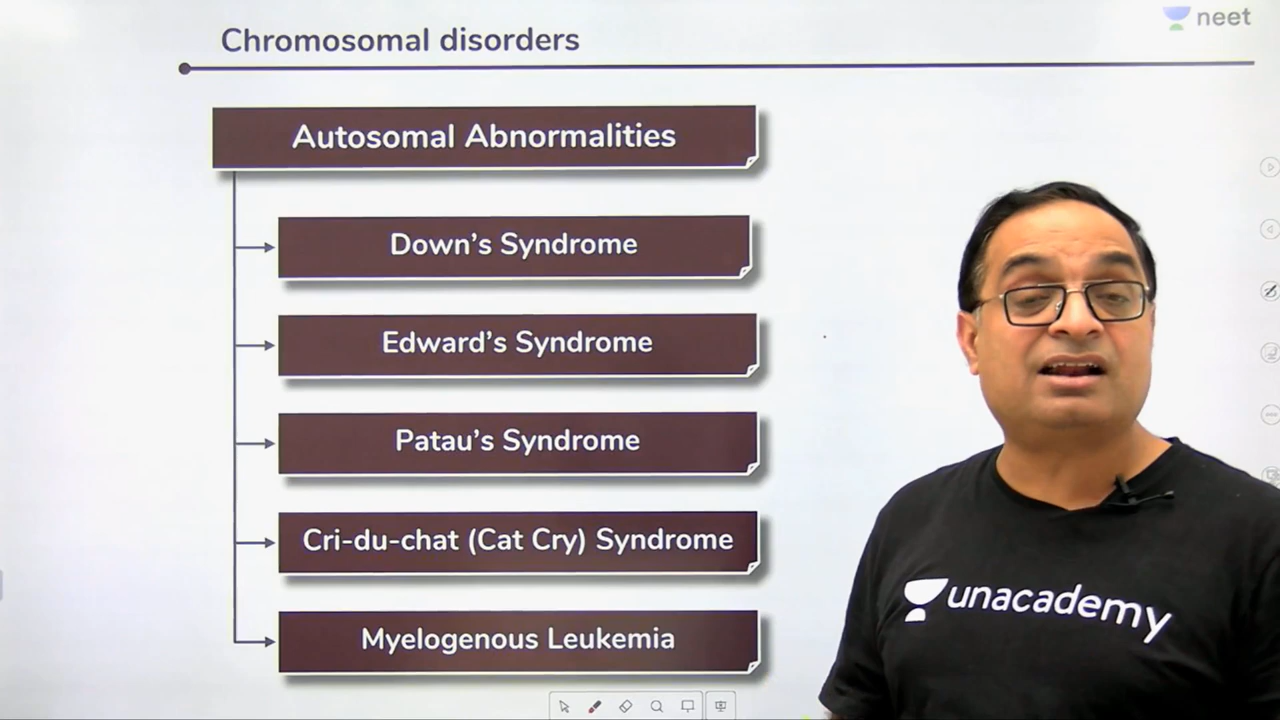 neet
Chromosomal disorders
Autosomal Abnormalities
Down's Syndrome
Edward's Syndrome
Patau's Syndrome
Cri-du-chat (Cat Cry) Syndrome
Myelogenous Leukemia
unacademy